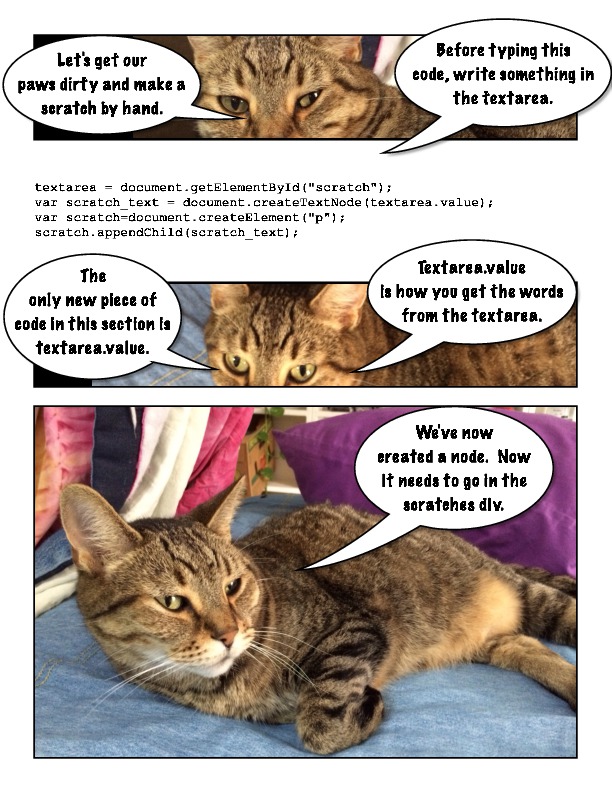 Let's get our
paws dirty and make a
scratch by hand.
Before typing this
code, write something in
the textarea.
textarea = document.getElementById("scratch");
var scratch_text = document.createTextNode(textarea.value);
var scratch=document.createElement("p");
scratch.appendChild(scratch_text);
The
only new piece of
code in this section is
textarea.value.
Textarea.value
is how you get the words
from the textarea.
We've now
created a node. Now
it needs to go in the
scratches div.